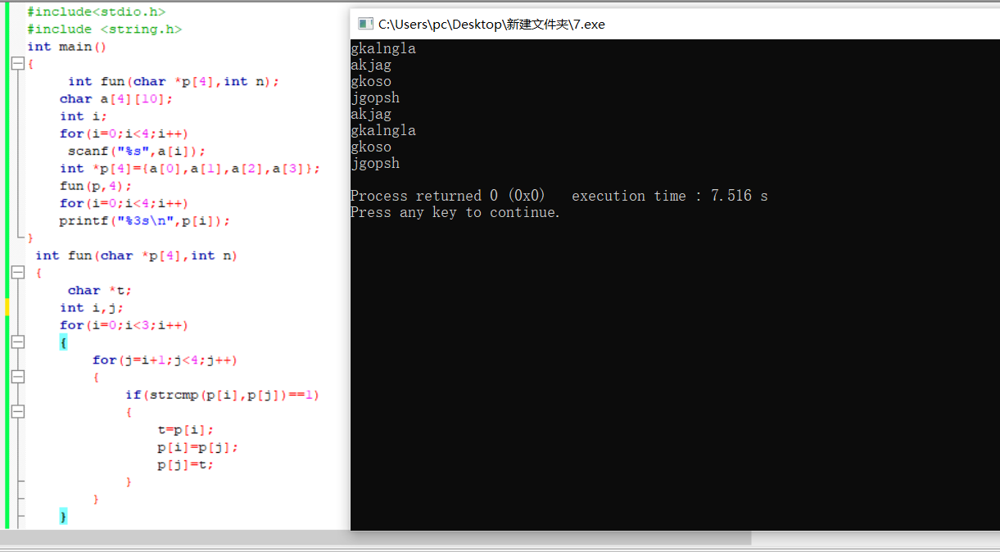 #include<stdio.h>
#include <string.h>
int main()
{
int fun(char *p[4],int n);
char a[4][10];
int i;
for(i=0;i<4;i++)
scanf("%s",a[i]);
int *p[4]={a[0],a[1],a[2],a[3]};
fun(p,4);
for(i=0;i<4;i++)
printf("%3s\n",p[i]);
}
int fun(char *p[4],int n)
{
char *t;
int i,j;
for(i=0;i<3;i++)
{
for(j=i+1;j<4;j++)
{
if(strcmp(p[i],p[j])==1)
{
t=p[i];
p[i]=p[j];
p[j]=t;
}
}
}
C:\Users\pc\Desktop\新建文件夹\7.exe
gkalngla
akjag
gkoso
jgopsh
akjag
gkalngla
gkoso
jgopsh
Process returned 0 (0x0)   execution time : 7.516 s
Press any key to continue.